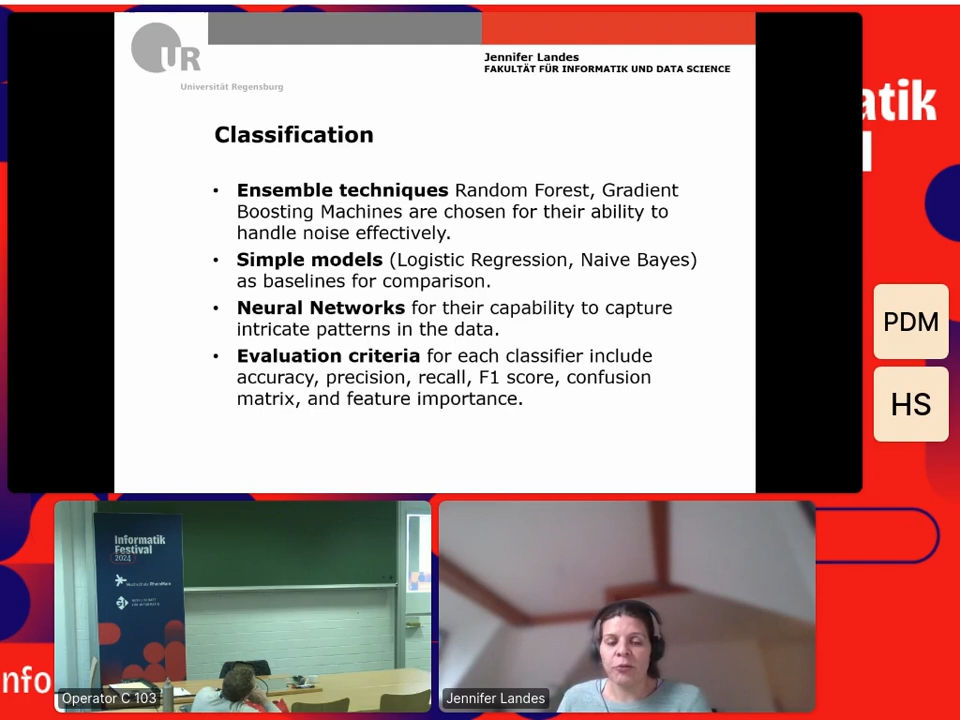 UR
Universität Regensburg
Jennifer Landes
FAKULTÄT FÜR INFORMATIK UND DATA SCIENCE
Classification
• Ensemble techniques Random Forest, Gradient
Boosting Machines are chosen for their ability to
handle noise effectively.
• Simple models (Logistic Regression, Naive Bayes)
as baselines for comparison.
• Neural Networks for their capability to capture
intricate patterns in the data.
• Evaluation criteria for each classifier include
accuracy, precision, recall, F1 score, confusion
matrix, and feature importance.
atik
PDM
HS
Informatik
Festival
2024
Hochschule RheinMain
nfo
Operator C 103
Jennifer Landes